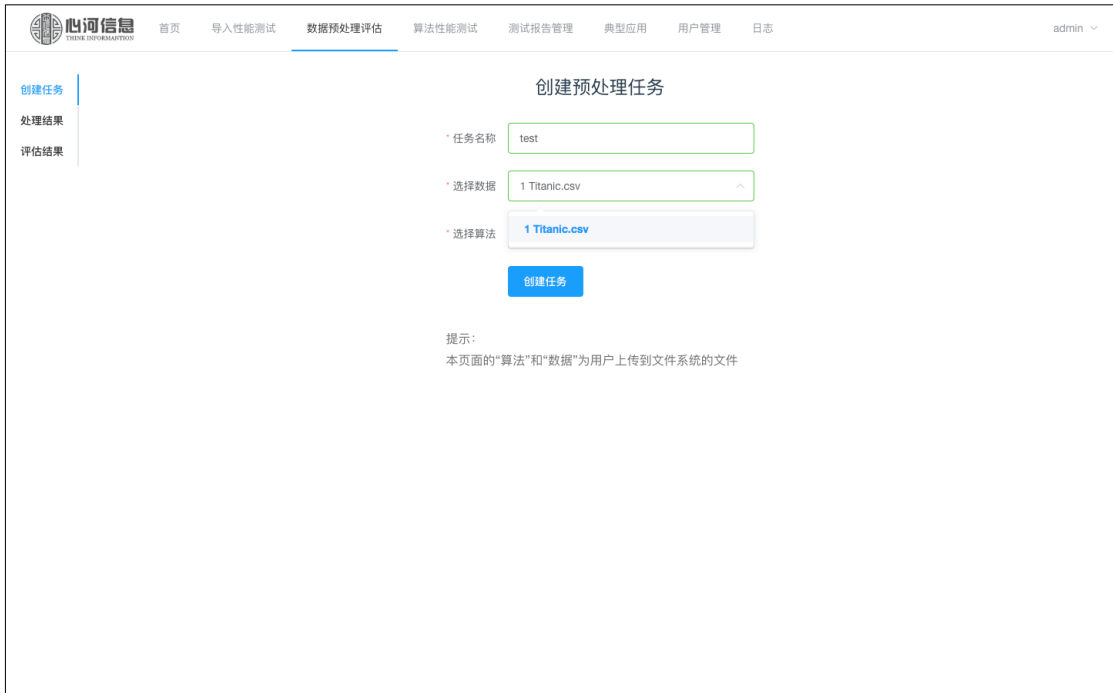 心河信息
THINK INFORMANTION
首页 导入性能测试 数据预处理评估 算法性能测试 测试报告管理 典型应用 用户管理 日志 admin
创建任务
处理结果
评估结果
创建预处理任务
* 任务名称 test
* 选择数据 1 Titanic.csv
* 选择算法 1 Titanic.csv
创建任务
提示：
本页面的“算法”和“数据”为用户上传到文件系统的文件